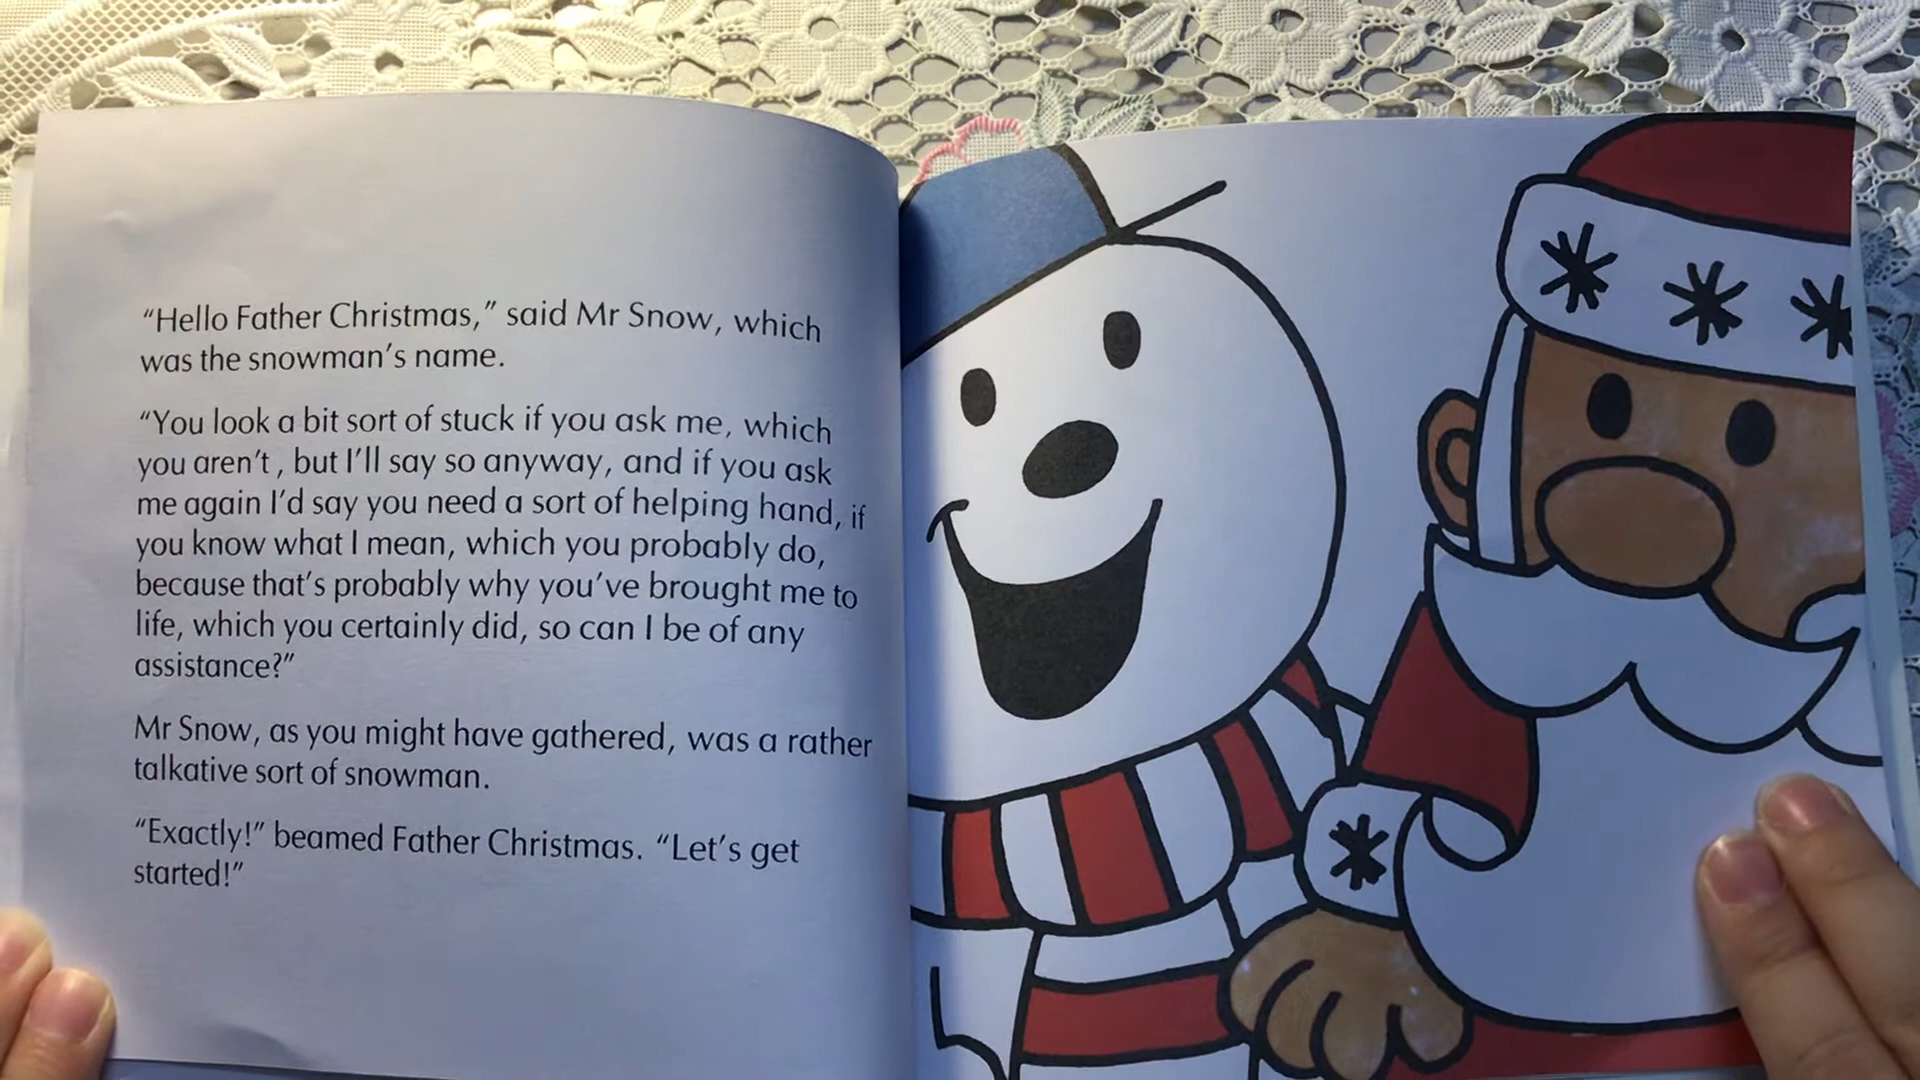 “Hello Father Christmas,” said Mr Snow, which
was the snowman’s name.
“You look a bit sort of stuck if you ask me, which
you aren’t, but I’ll say so anyway, and if you ask
me again I’d say you need a sort of helping hand, if
you know what I mean, which you probably do,
because that’s probably why you’ve brought me to
life, which you certainly did, so can I be of any
assistance?”
Mr Snow, as you might have gathered, was a rather
talkative sort of snowman.
“Exactly!” beamed Father Christmas. “Let’s get
started!”